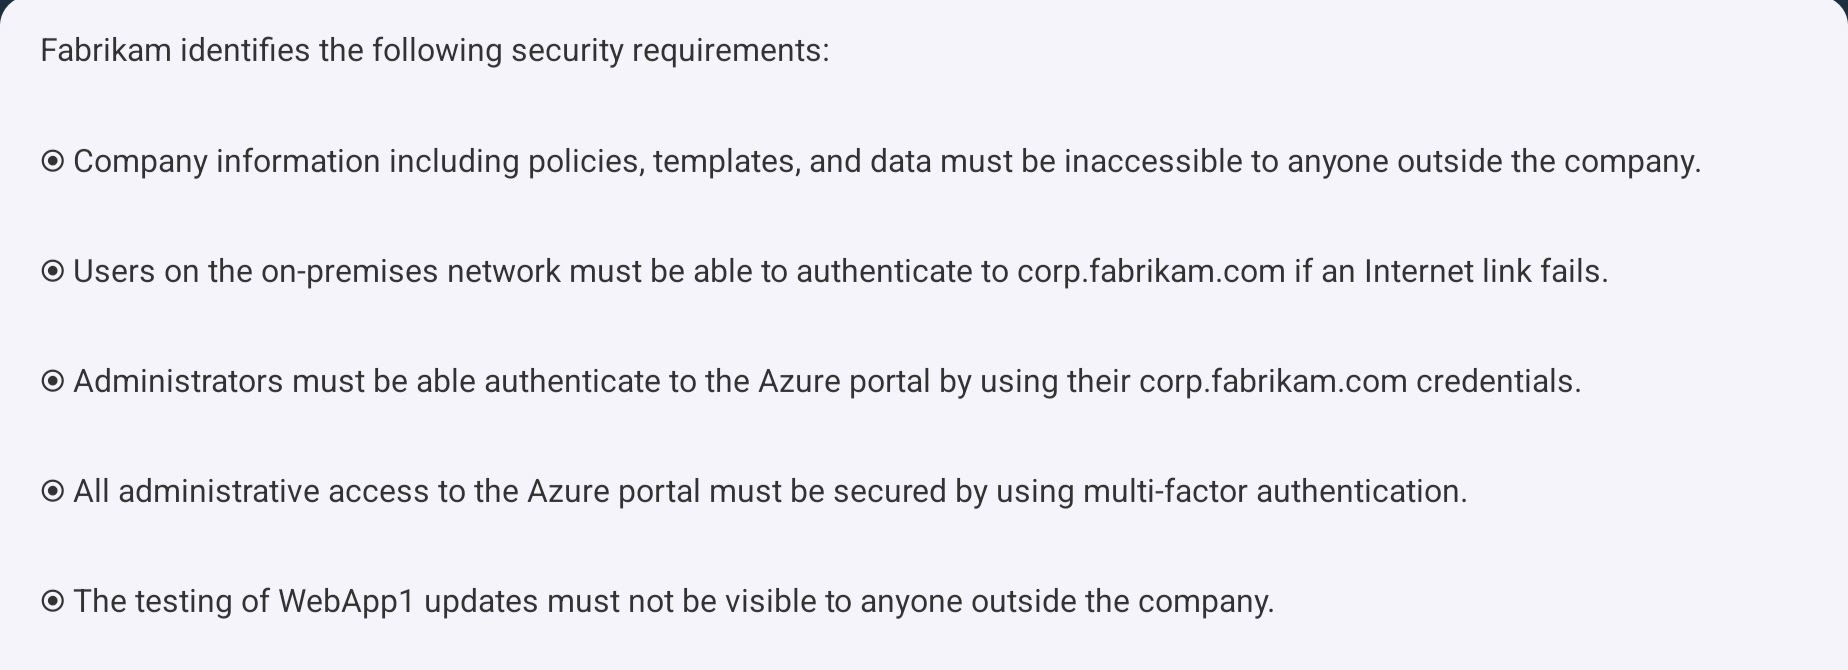 Fabrikam identifies the following security requirements:
◉ Company information including policies, templates, and data must be inaccessible to anyone outside the company.
◉ Users on the on-premises network must be able to authenticate to corp.fabrikam.com if an Internet link fails.
◉ Administrators must be able authenticate to the Azure portal by using their corp.fabrikam.com credentials.
◉ All administrative access to the Azure portal must be secured by using multi-factor authentication.
◉ The testing of WebApp1 updates must not be visible to anyone outside the company.